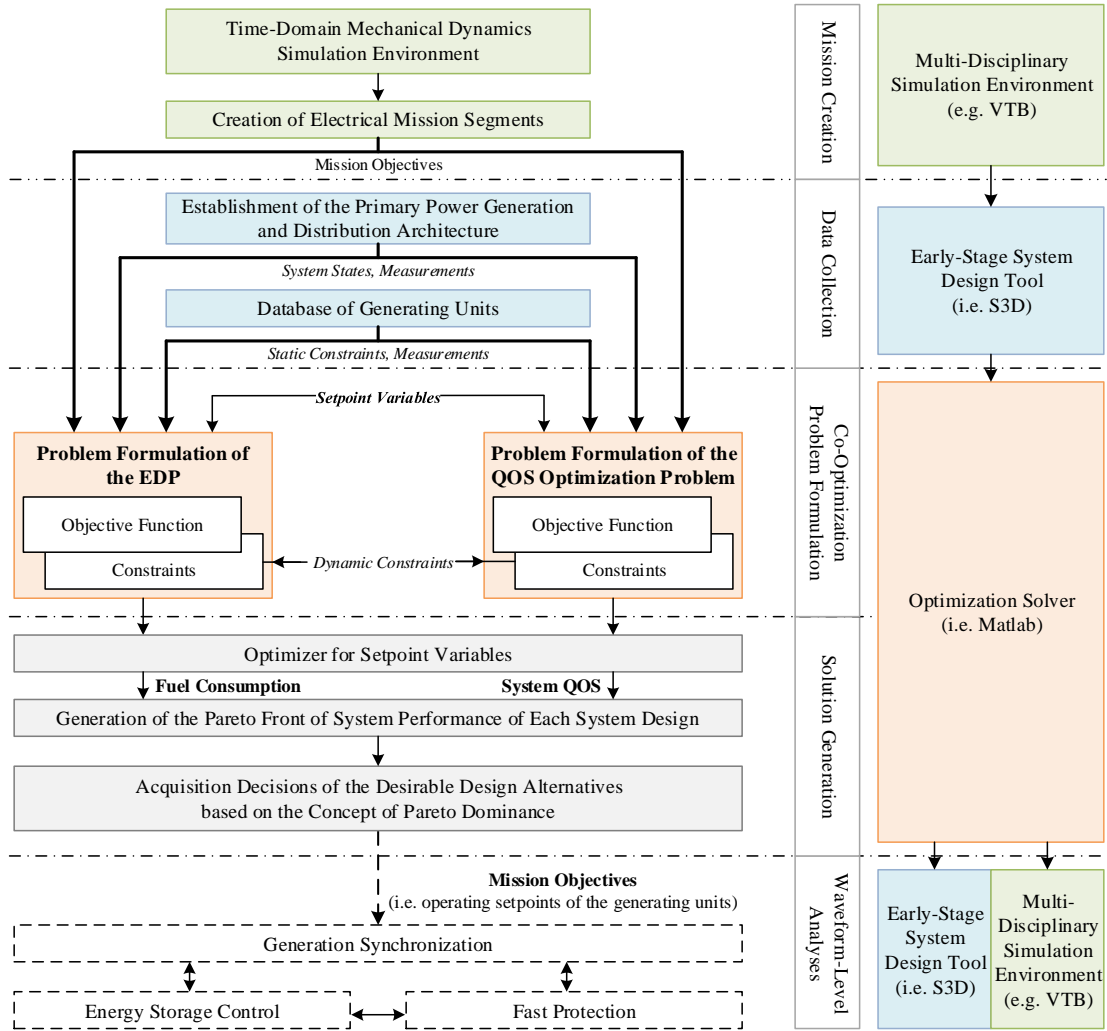 Time-Domain Mechanical Dynamics
Simulation Environment
Creation of Electrical Mission Segments
Mission Objectives
Establishment of the Primary Power Generation
and Distribution Architecture
System States, Measurements
Database of Generating Units
Static Constraints, Measurements
Setpoint Variables
Problem Formulation of
the EDP
Objective Function
Constraints
Problem Formulation of the
QOS Optimization Problem
Objective Function
Constraints
Dynamic Constraints
Optimizer for Setpoint Variables
Fuel Consumption
System QOS
Generation of the Pareto Front of System Performance of Each System Design
Acquisition Decisions of the Desirable Design Alternatives
based on the Concept of Pareto Dominance
Mission Objectives
(i.e. operating setpoints of the generating units)
Generation Synchronization
Energy Storage Control
Fast Protection
Mission Creation
Data Collection
Co-Optimization
Problem Formulation
Solution Generation
Waveform-Level
Analyses
Multi-Disciplinary
Simulation Environment
(e.g. VTB)
Early-Stage System
Design Tool
(i.e. S3D)
Optimization Solver
(i.e. Matlab)
Early-Stage
System
Design Tool
(i.e. S3D)
Multi-
Disciplinary
Simulation
Environment
(e.g. VTB)